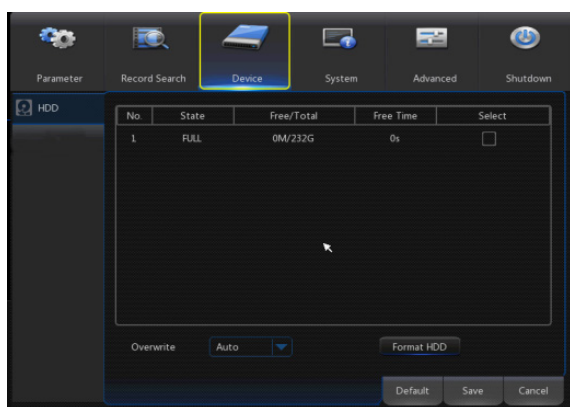 Parameter Record Search Device System Advanced Shutdown
HDD
No. State Free/Total Free Time Select
1 FULL 0M/232G 0s
Overwrite Auto Format HDD
Default Save Cancel